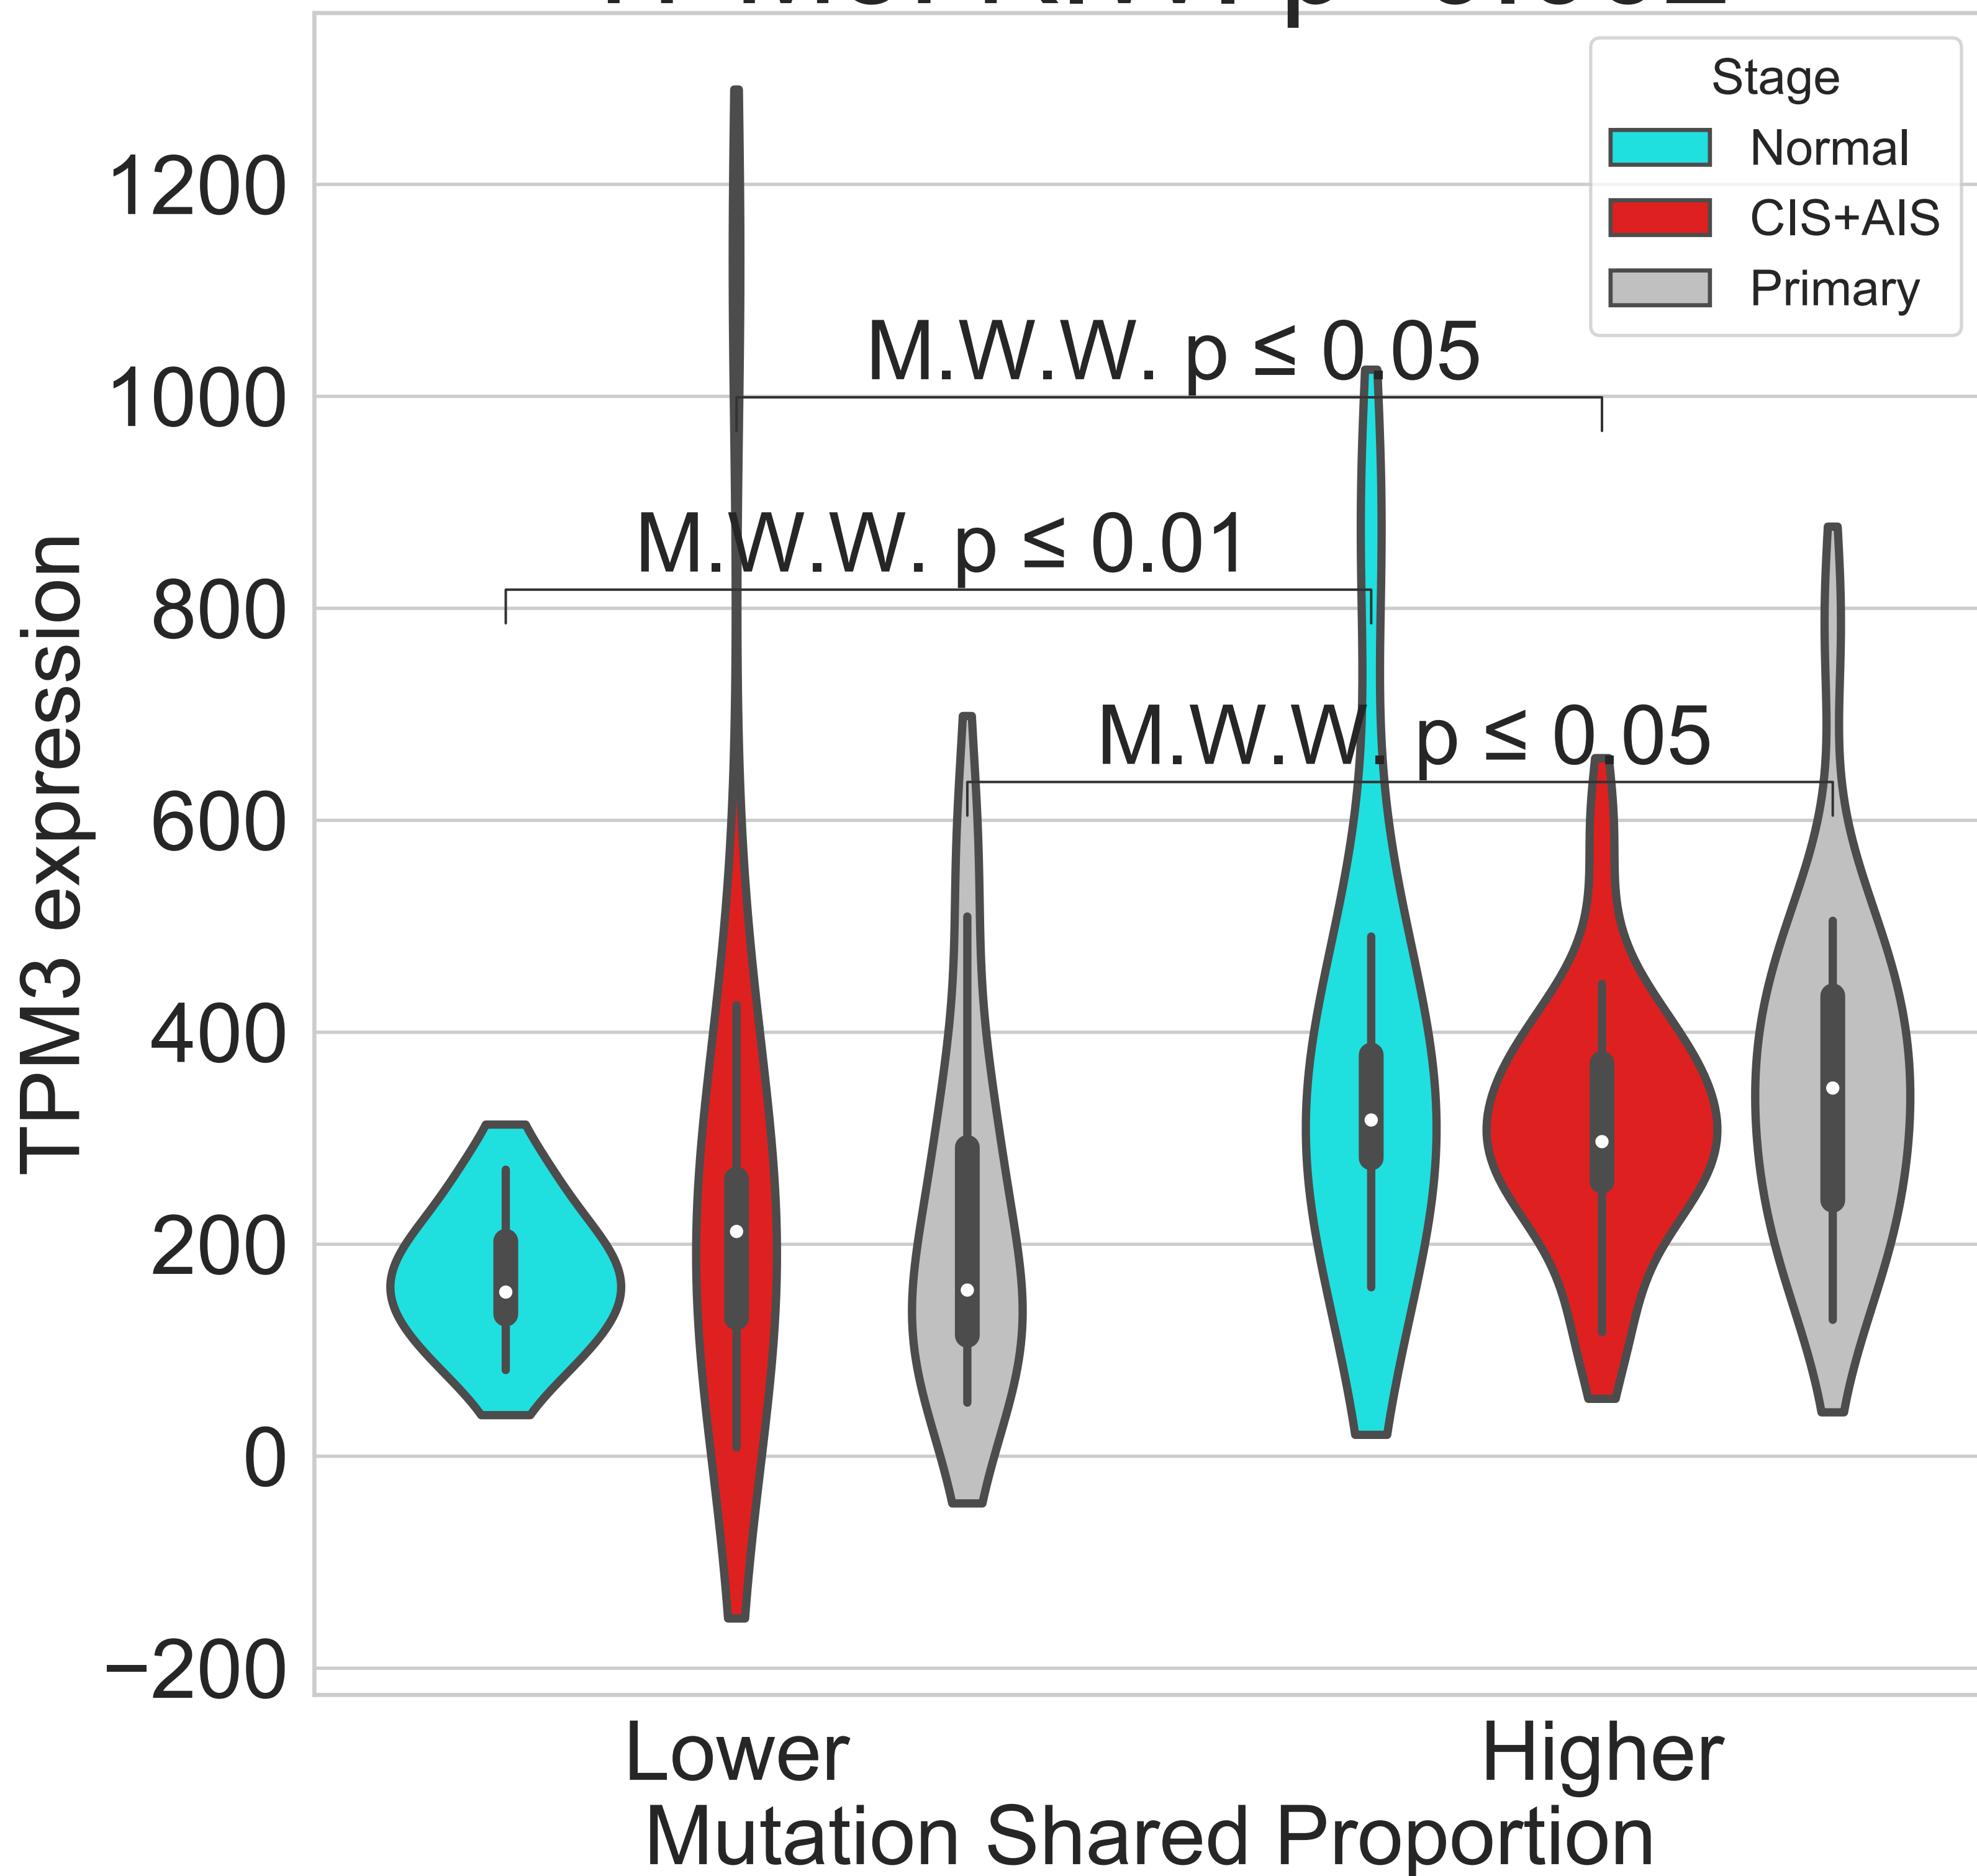 Stage
Normal
CIS+AIS
Primary
1200
1000
800
600
400
200
0
−200
TPM3 expression
M.W.W. p ≤ 0.05
M.W.W. p ≤ 0.01
M.W.W. p ≤ 0.05
Lower
Higher
Mutation Shared Proportion